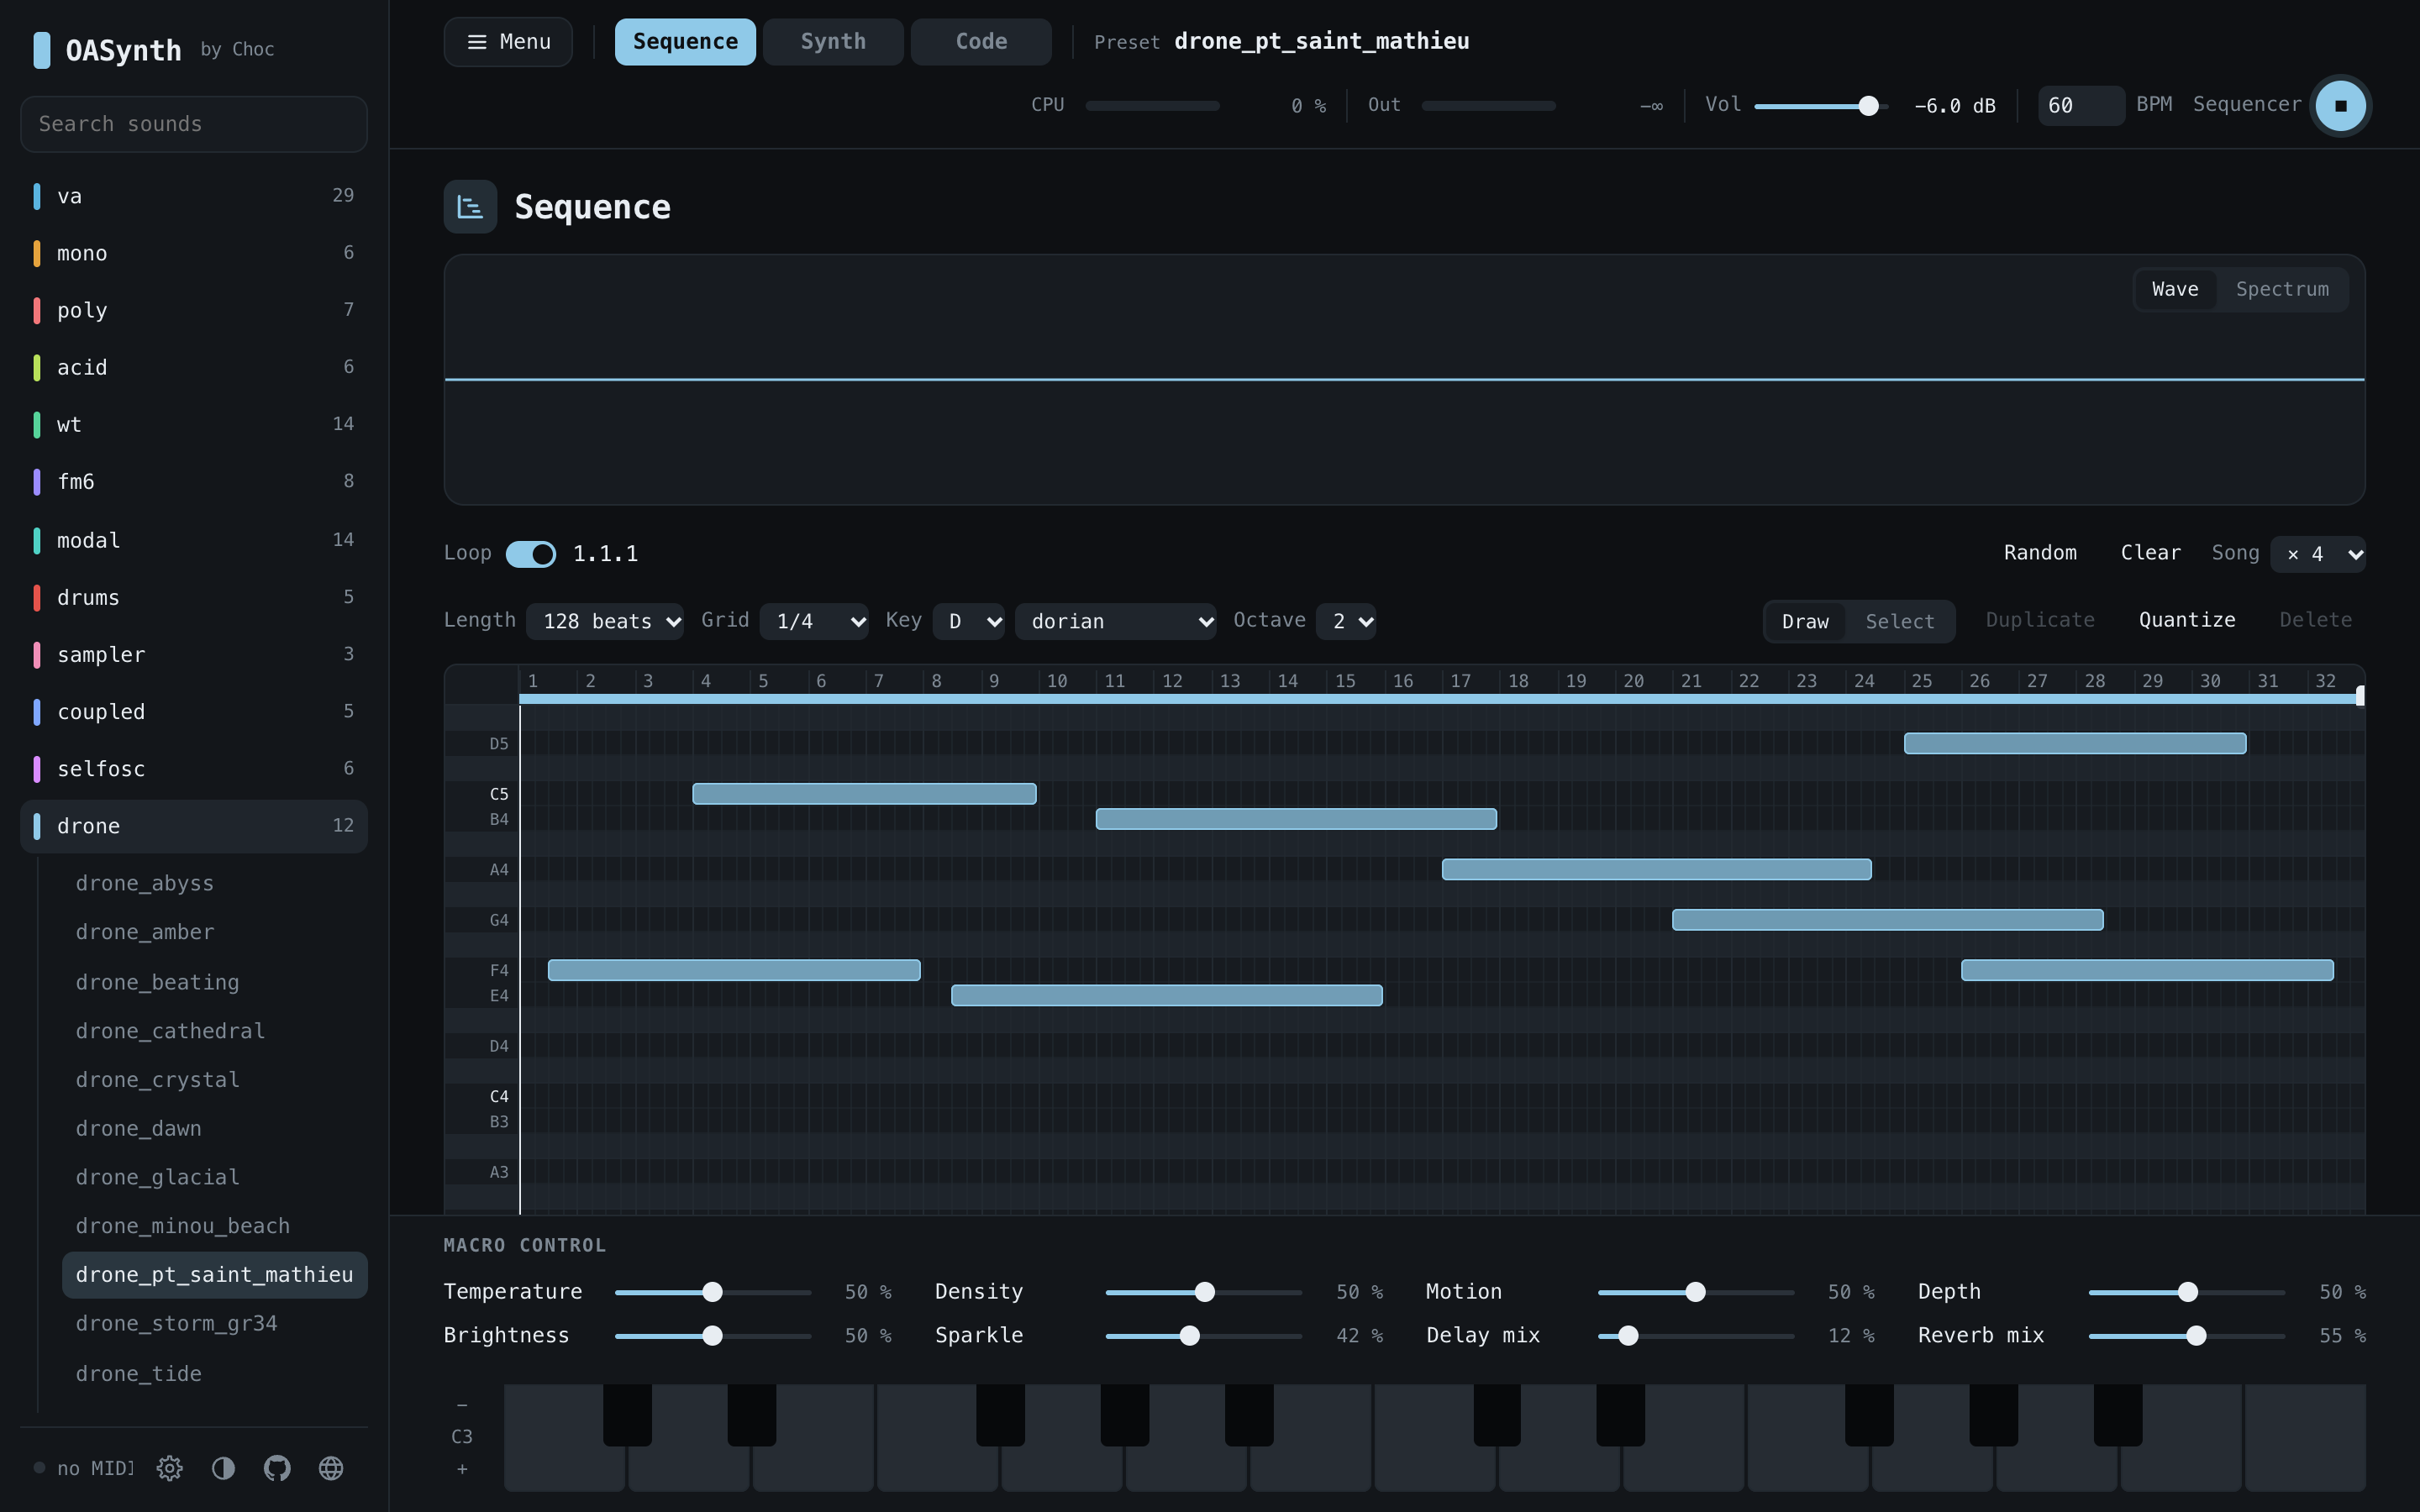 OASynth by Choc
Search sounds
va 29
mono 6
poly 7
acid 6
wt 14
fm6 8
modal 14
drums 5
sampler 3
coupled 5
selfosc 6
drone 12
drone_abyss
drone_amber
drone_beating
drone_cathedral
drone_crystal
drone_dawn
drone_glacial
drone_minou_beach
drone_pt_saint_mathieu
drone_storm_gr34
drone_tide
no MIDI
Menu Sequence Synth Code Preset drone_pt_saint_mathieu
CPU 0 % Out −∞ Vol −6.0 dB 60 BPM Sequencer
Sequence
Wave Spectrum
Loop 1.1.1 Random Clear Song × 4
Length 128 beats Grid 1/4 Key D dorian Octave 2 Draw Select Duplicate Quantize Delete
1 2 3 4 5 6 7 8 9 10 11 12 13 14 15 16 17 18 19 20 21 22 23 24 25 26 27 28 29 30 31 32
D5
C5
B4
A4
G4
F4
E4
D4
C4
B3
A3
MACRO CONTROL
Temperature 50 % Density 50 % Motion 50 % Depth 50 %
Brightness 50 % Sparkle 42 % Delay mix 12 % Reverb mix 55 %
−
C3
+